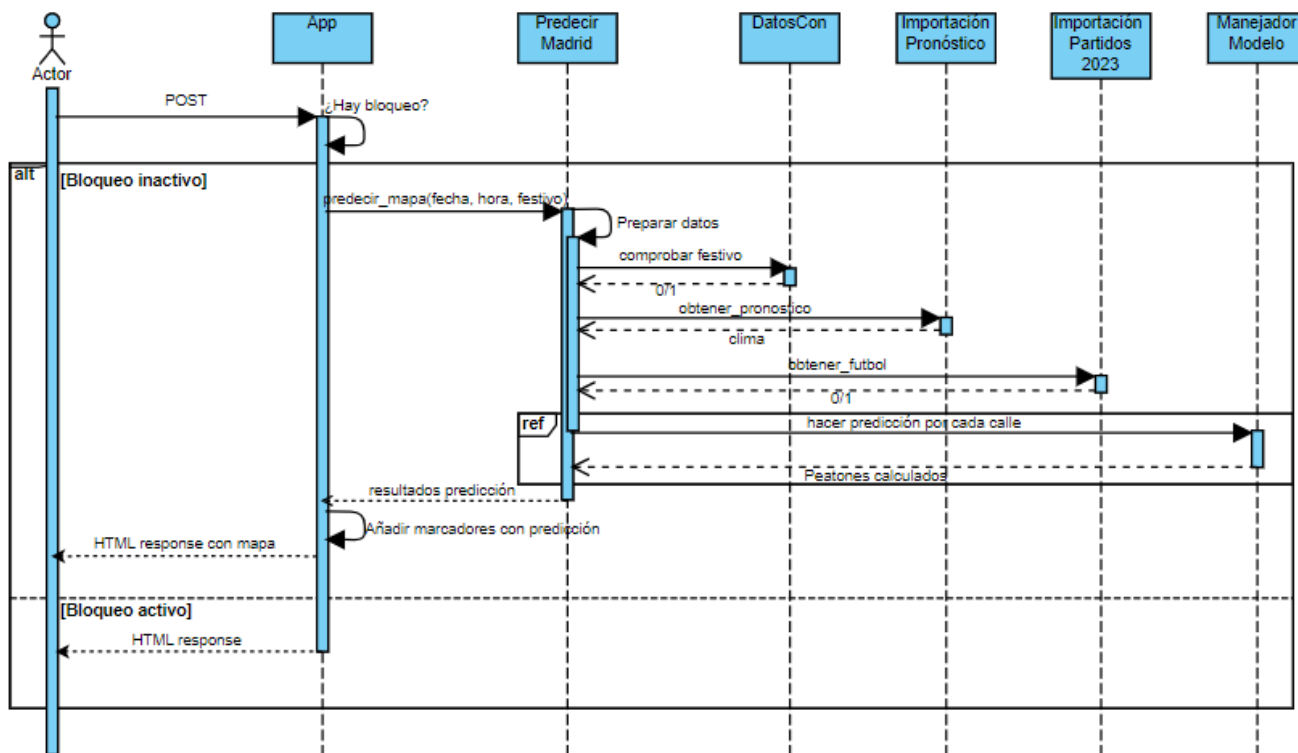 App
Predecir
Madrid
DatosCon
Importación
Pronóstico
Importación
Partidos
2023
Manejador
Modelo
Actor
POST
¿Hay bloqueo?
alt
[Bloqueo inactivo]
predecir_mapa(fecha, hora, festivo)
Preparar datos
comprobar festivo
0/1
obtener_pronostico
clima
obtener_futbol
0/1
ref
hacer predicción por cada calle
Peatones calculados
resultados predicción
Añadir marcadores con predicción
HTML response con mapa
[Bloqueo activo]
HTML response